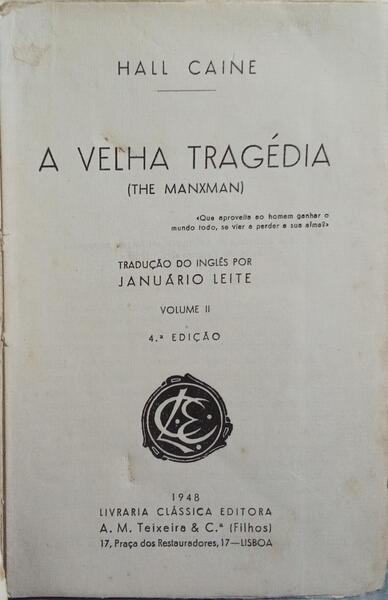 HALL CAINE
A VELHA TRAGÉDIA
(THE MANXMAN)
«Que aproveita ao homem ganhar o
mundo todo, se vier a perder a sua alma?»
TRADUÇÃO DO INGLÊS POR
JANUÁRIO LEITE
VOLUME II
4.ª EDIÇÃO
LCE
1948
LIVRARIA CLÁSSICA EDITORA
A. M. Teixeira & C.ª (Filhos)
17, Praça dos Restauradores, 17—LISBOA